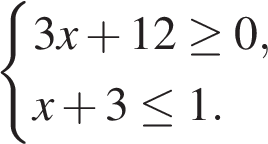 3x + 12 ≥ 0,
x + 3 ≤ 1.